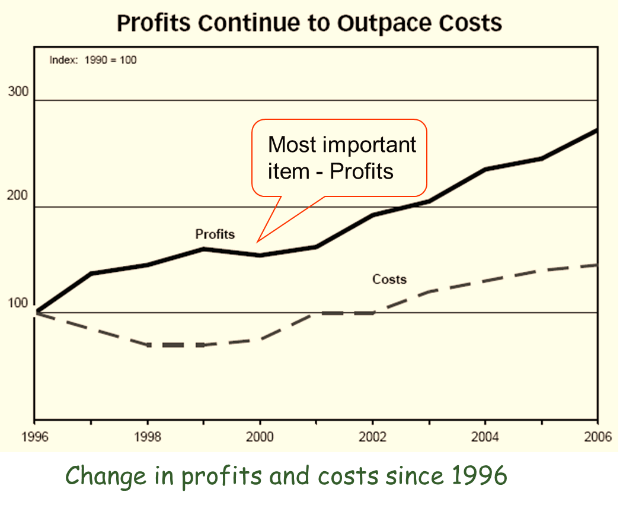 Profits Continue to Outpace Costs
Index: 1990 = 100
300
Most important
item - Profits
200
Profits
Costs
100
1996 1998 2000 2002 2004 2006
Change in profits and costs since 1996